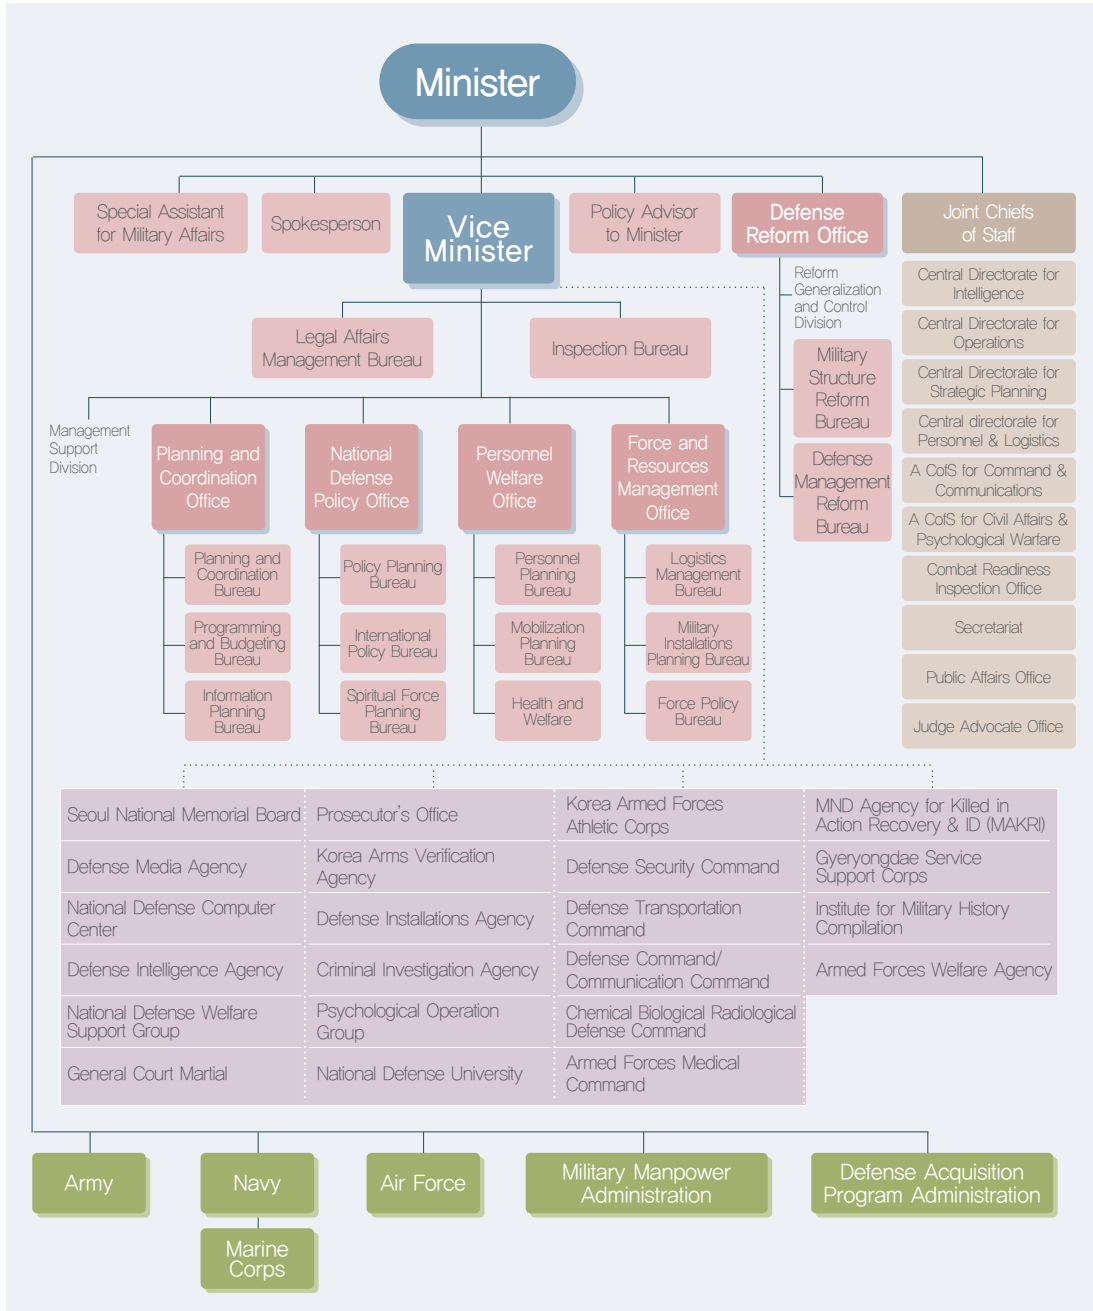 Minister
Special Assistant
for Military Affairs
Spokesperson
Vice
Minister
Policy Advisor
to Minister
Defense
Reform Office
Joint Chiefs
of Staff
Reform
Generalization
and Control
Division
Military
Structure
Reform
Bureau
Defense
Management
Reform
Bureau
Central Directorate for
Intelligence
Central Directorate for
Operations
Central Directorate for
Strategic Planning
Central directorate for
Personnel & Logistics
A CofS for Command &
Communications
A CofS for Civil Affairs &
Psychological Warfare
Combat Readiness
Inspection Office
Secretariat
Public Affairs Office
Judge Advocate Office
Legal Affairs
Management Bureau
Inspection Bureau
Management
Support
Division
Planning and
Coordination
Office
National
Defense
Policy Office
Personnel
Welfare
Office
Force and
Resources
Management
Office
Planning and
Coordination
Bureau
Programming
and Budgeting
Bureau
Information
Planning
Bureau
Policy Planning
Bureau
International
Policy Bureau
Spiritual Force
Planning
Bureau
Personnel
Planning
Bureau
Mobilization
Planning
Bureau
Health and
Welfare
Logistics
Management
Bureau
Military
Installations
Planning Bureau
Force Policy
Bureau
Seoul National Memorial Board
Defense Media Agency
National Defense Computer
Center
Defense Intelligence Agency
National Defense Welfare
Support Group
General Court Martial
Prosecutor's Office
Korea Arms Verification
Agency
Defense Installations Agency
Criminal Investigation Agency
Psychological Operation
Group
National Defense University
Korea Armed Forces
Athletic Corps
Defense Security Command
Defense Transportation
Command
Defense Command/
Communication Command
Chemical Biological Radiological
Defense Command
Armed Forces Medical
Command
MND Agency for Killed in
Action Recovery & ID (MAKRI)
Gyeryongdae Service
Support Corps
Institute for Military History
Compilation
Armed Forces Welfare Agency
Army
Navy
Air Force
Military Manpower
Administration
Defense Acquisition
Program Administration
Marine
Corps